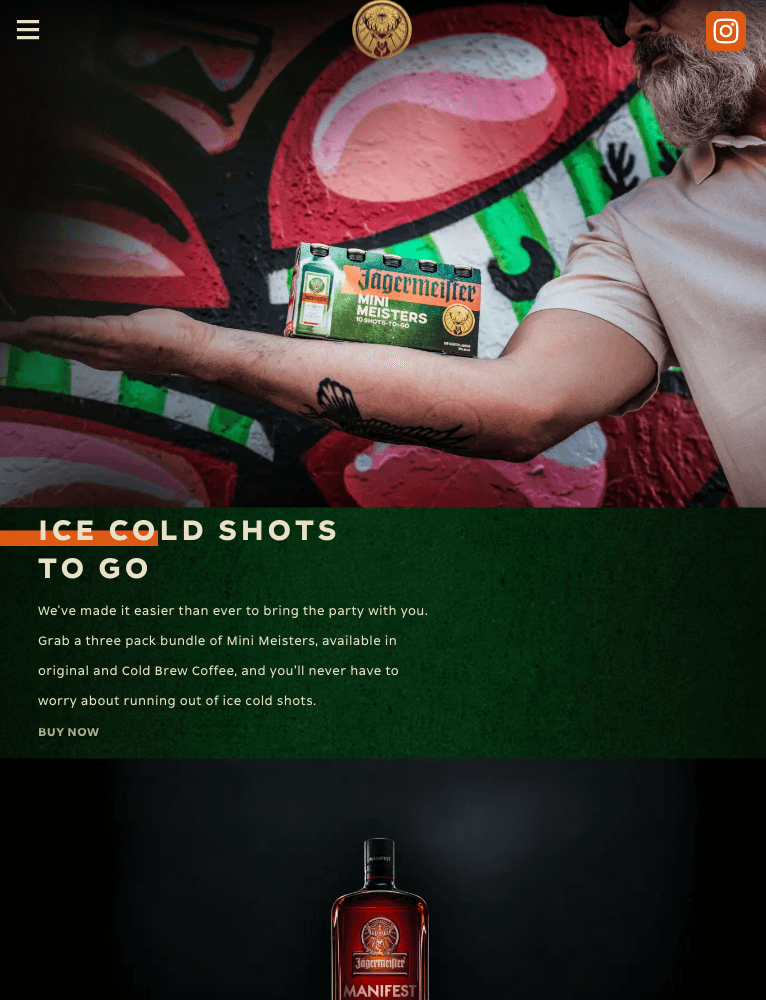 Jägermeister
MINI
MEISTERS
10 SHOTS-TO-GO
ICE COLD SHOTS
TO GO
We've made it easier than ever to bring the party with you.
Grab a three pack bundle of Mini Meisters, available in
original and Cold Brew Coffee, and you'll never have to
worry about running out of ice cold shots.
BUY NOW
MANIFEST
Jägermeister
MANIFEST